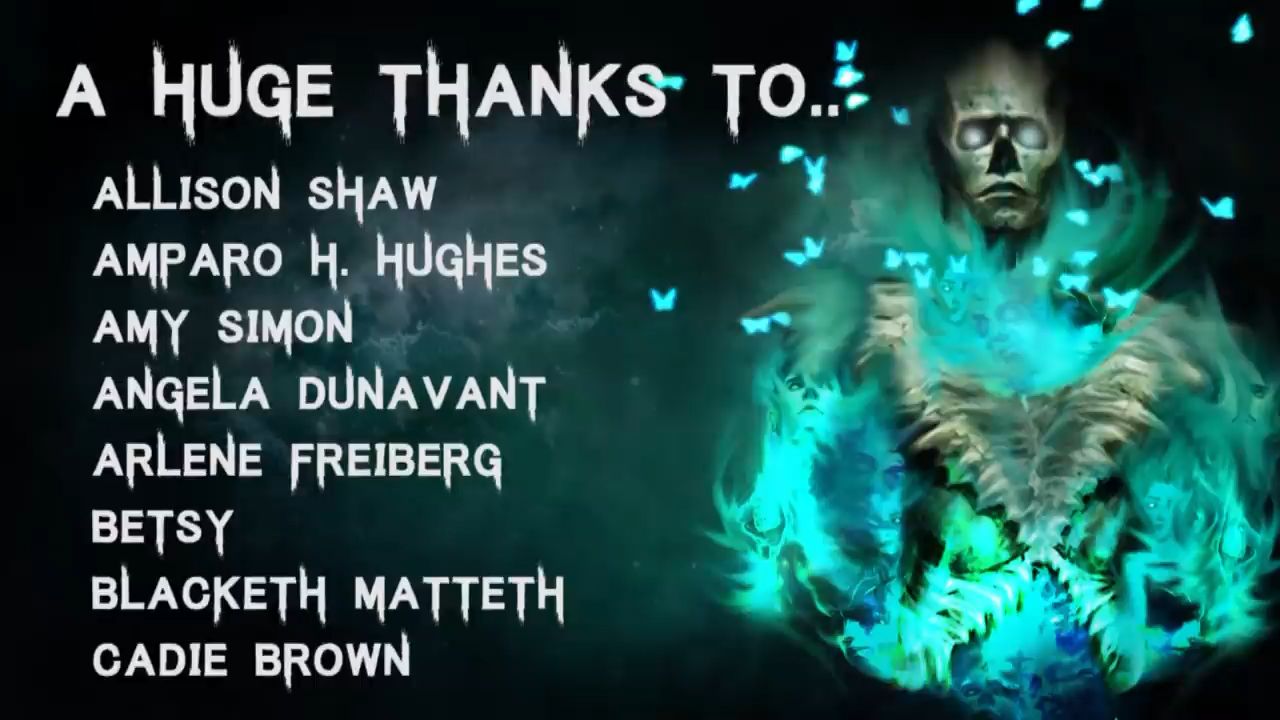 A HUGE THANKS TO..
ALLISON SHAW
AMPARO H. HUGHES
AMY SIMON
ANGELA DUNAVANT
ARLENE FREIBERG
BETSY
BLACKETH MATTETH
CADIE BROWN